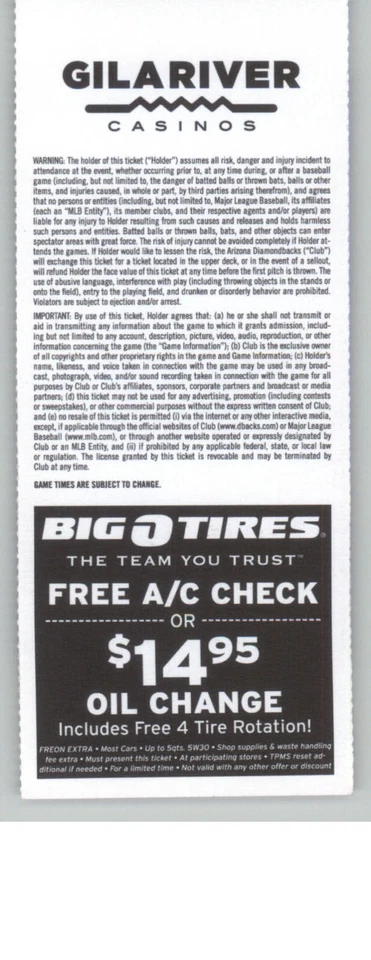 GILARIVER
CASINOS
WARNING: The holder of this ticket ("Holder") assumes all risk, danger and injury incident to
attendance at the event, whether occurring prior to, at any time during, or after a baseball
game (including, but not limited to, the danger of batted balls or thrown bats, balls or other
items, and injuries caused, in whole or part, by third parties arising therefrom), and agrees
that no persons or entities (including, but not limited to, Major League Baseball, its affiliates
(each an "MLB Entity"), its member clubs, and their respective agents and/or players) are
liable for any injury to Holder resulting from such causes and releases and holds harmless
such persons and entities. Batted balls or thrown balls, bats, and other objects can enter
spectator areas with great force. The risk of injury cannot be avoided completely if Holder at-
tends the games. If Holder would like to lessen the risk, the Arizona Diamondbacks ("Club")
will exchange this ticket for a ticket located in the upper deck, or in the event of a sellout,
will refund Holder the face value of this ticket at any time before the first pitch is thrown. The
use of abusive language, interference with play (including throwing objects in the stands or
onto the field), entry to the playing field, and drunken or disorderly behavior are prohibited.
Violators are subject to ejection and/or arrest.
IMPORTANT: By use of this ticket, Holder agrees that: (a) he or she shall not transmit or
aid in transmitting any information about the game to which it grants admission, includ-
ing but not limited to any account, description, picture, video, audio, reproduction, or other
information concerning the game (the "Game Information"); (b) Club is the exclusive owner
of all copyrights and other proprietary rights in the game and Game Information; (c) Holder's
name, likeness, and voice taken in connection with the game may be used in any broad-
cast, photograph, video, and/or sound recording taken in connection with the game for all
purposes by Club or Club's affiliates, sponsors, corporate partners and broadcast or media
partners; (d) this ticket may not be used for any advertising, promotion (including contests
or sweepstakes), or other commercial purposes without the express written consent of Club;
and (e) no resale of this ticket is permitted (i) via the internet or any other interactive media,
except, if applicable through the official websites of Club (www.dbacks.com) or Major League
Baseball (www.mlb.com), or through another website operated or expressly designated by
Club or an MLB Entity, and (ii) if prohibited by any applicable federal, state, or local law
or regulation. The license granted by this ticket is revocable and may be terminated by
Club at any time.
GAME TIMES ARE SUBJECT TO CHANGE.
BIG O TIRES®
THE TEAM YOU TRUST™
FREE A/C CHECK
OR
$1495
OIL CHANGE
Includes Free 4 Tire Rotation!
FREON EXTRA • Most Cars • Up to 5qts. 5W30 • Shop supplies & waste handling
fee extra • Must present this ticket • At participating stores • TPMS reset ad-
ditional if needed • For a limited time • Not valid with any other offer or discount